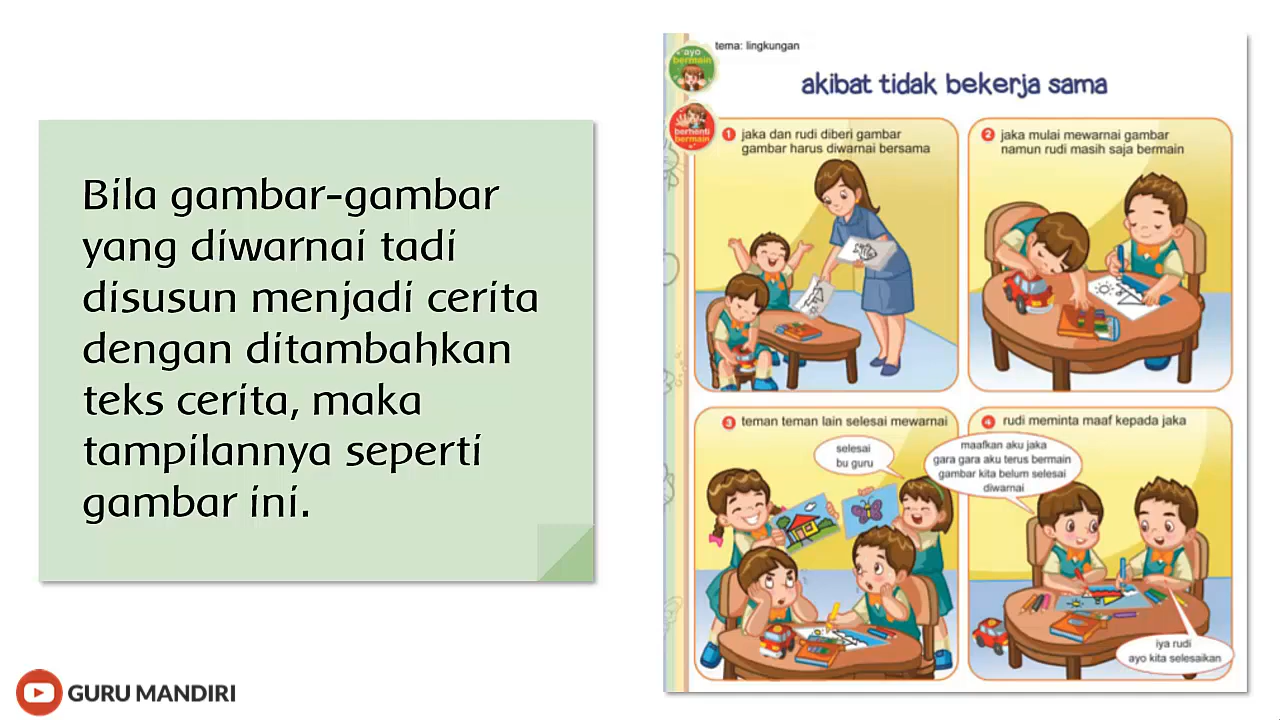 Bila gambar-gambar
yang diwarnai tadi
disusun menjadi cerita
dengan ditambahkan
teks cerita, maka
tampilannya seperti
gambar ini.
GURU MANDIRI
tema: lingkungan
ayo
bermain
berhenti
bermain
akibat tidak bekerja sama
1 jaka dan rudi diberi gambar
gambar harus diwarnai bersama
2 jaka mulai mewarnai gambar
namun rudi masih saja bermain
3 teman teman lain selesai mewarnai
selesai
bu guru
4 rudi meminta maaf kepada jaka
maafkan aku jaka
gara gara aku terus bermain
gambar kita belum selesai
diwarnai
iya rudi
ayo kita selesaikan